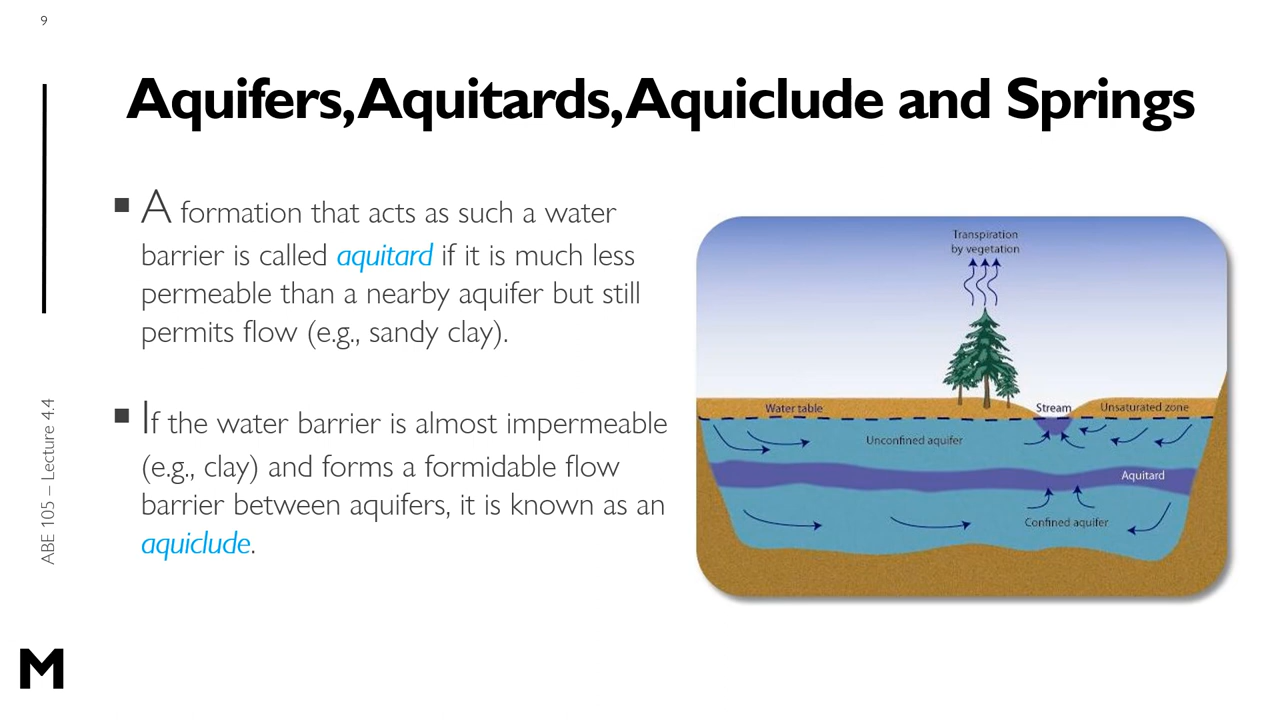 9
Aquifers, Aquitards, Aquiclude and Springs
▪ A formation that acts as such a water
barrier is called aquitard if it is much less
permeable than a nearby aquifer but still
permits flow (e.g., sandy clay).
▪ If the water barrier is almost impermeable
(e.g., clay) and forms a formidable flow
barrier between aquifers, it is known as an
aquiclude.
Transpiration
by vegetation
Water table
Stream
Unsaturated zone
Unconfined aquifer
Aquitard
Confined aquifer
ABE 105 – Lecture 4.4
M